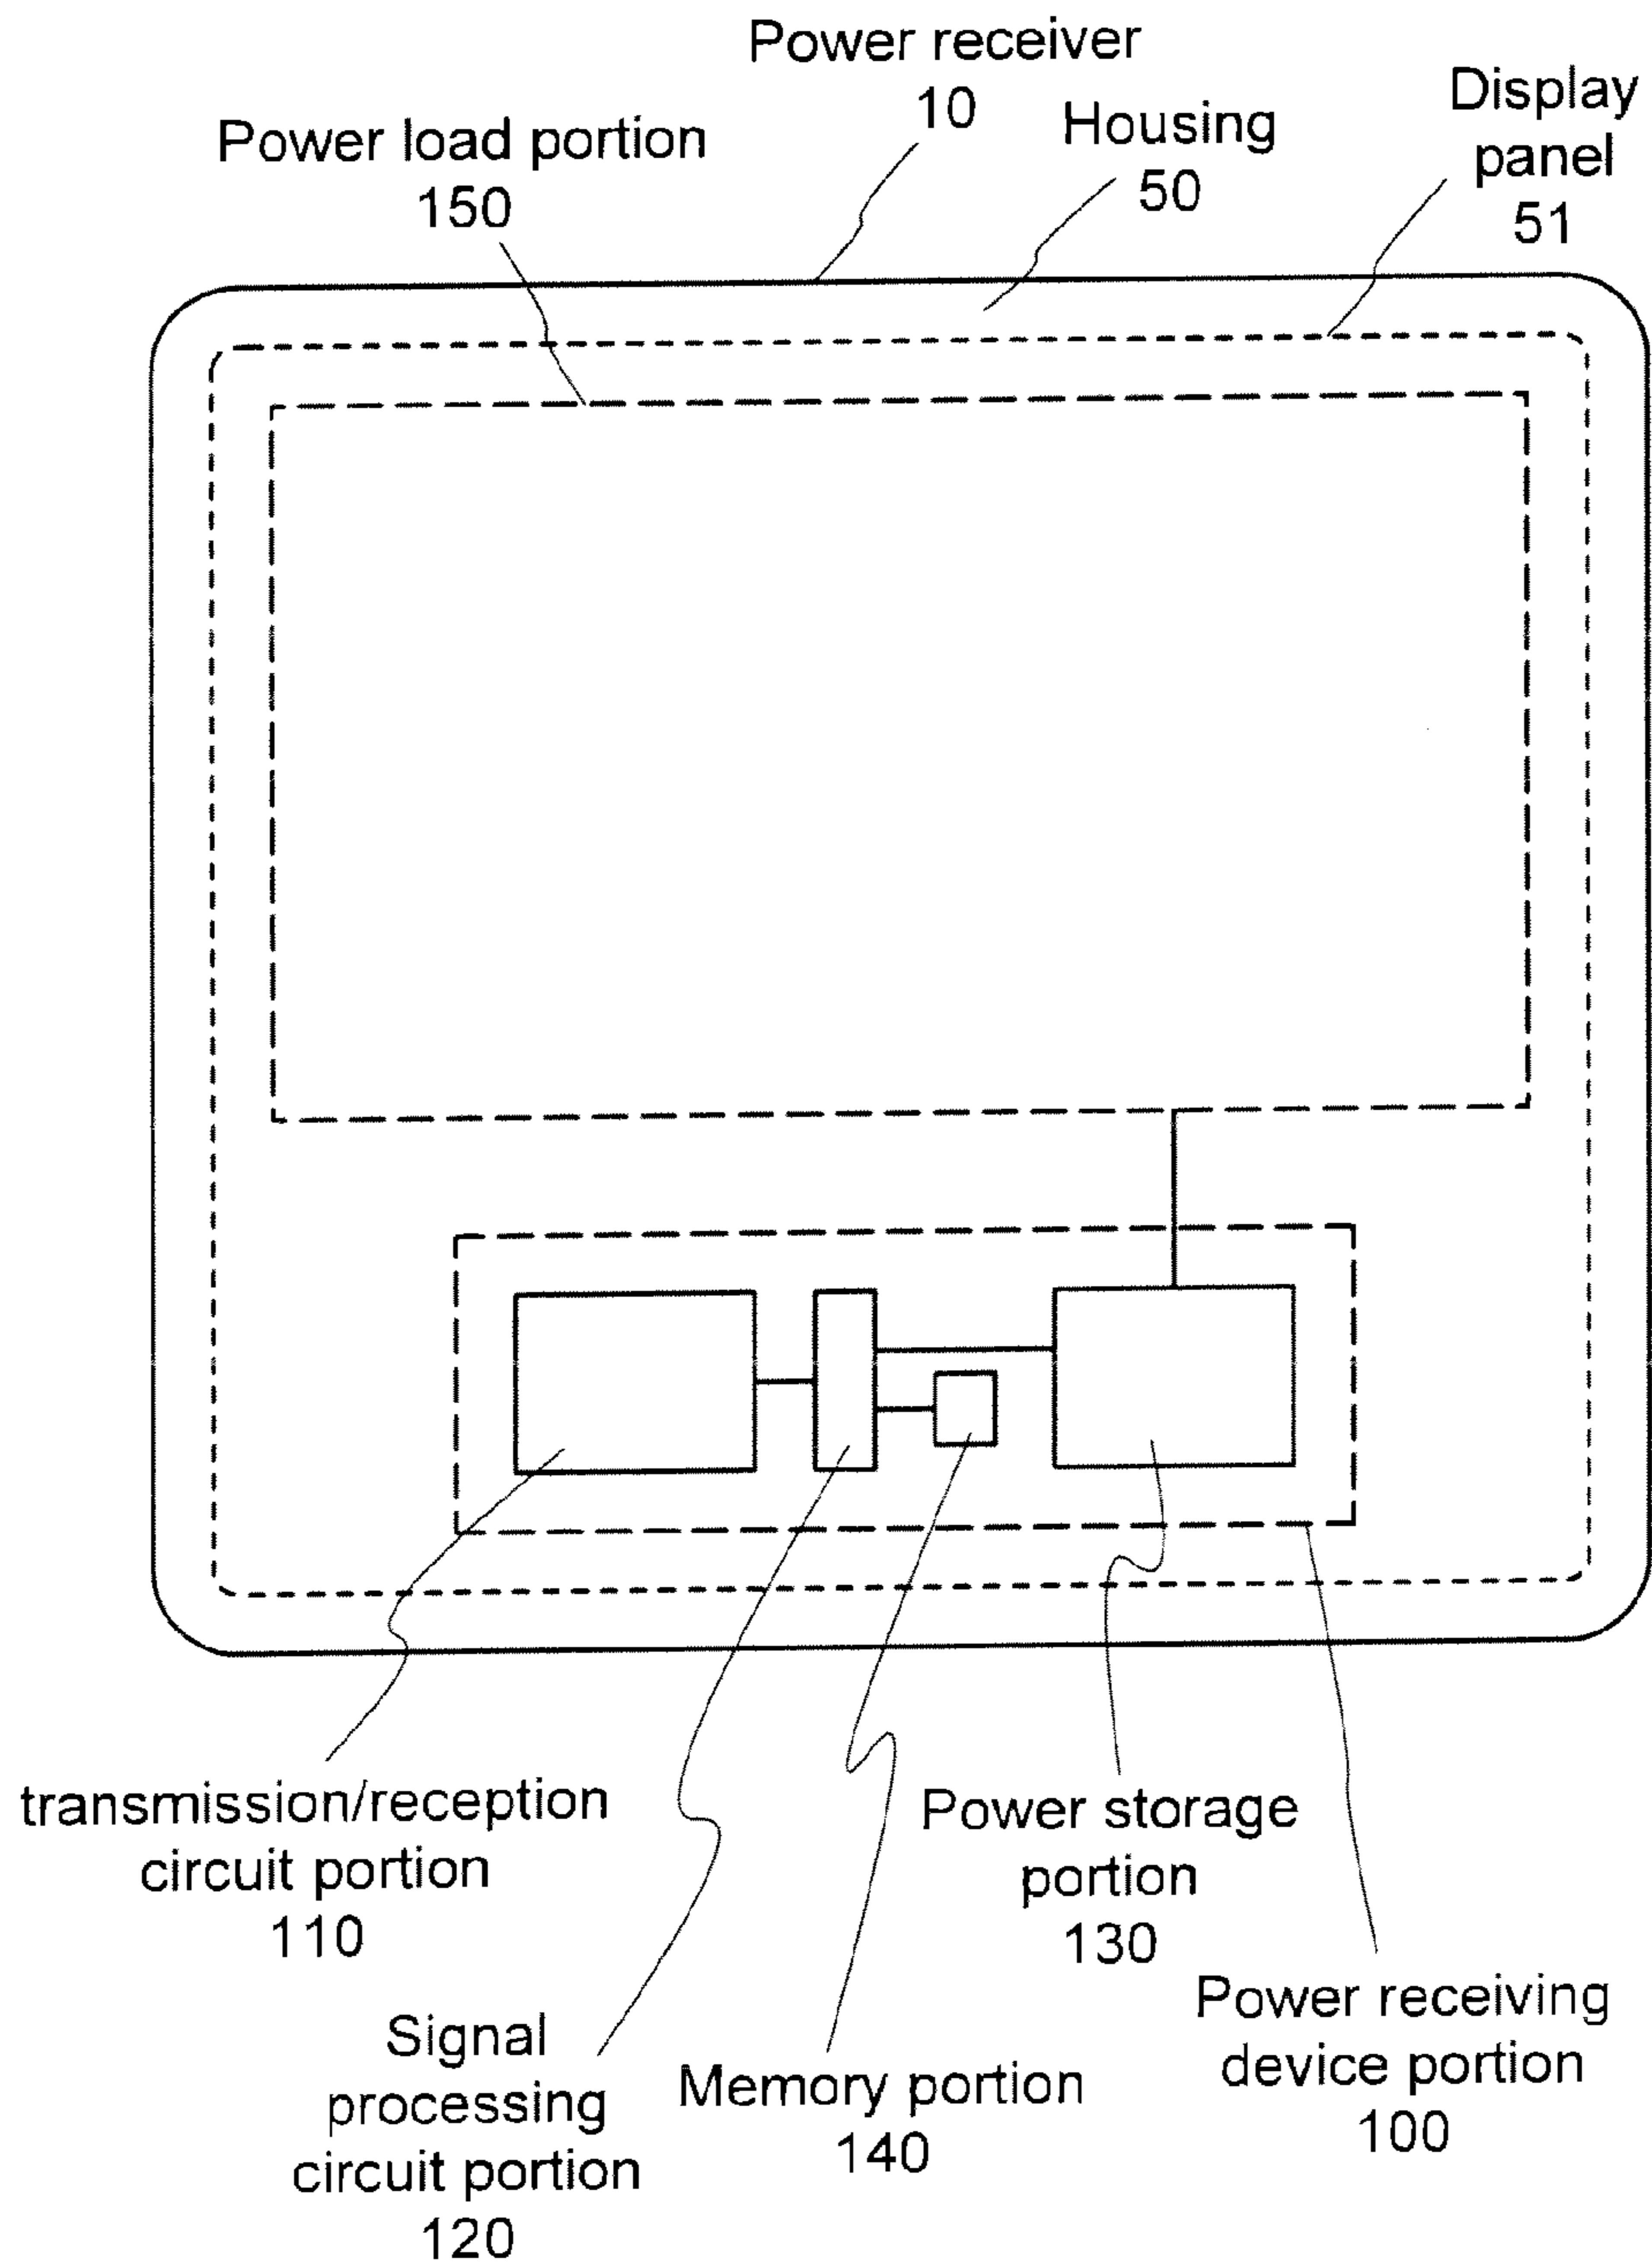 Power receiver
10
Power load portion
150
Housing
50
Display
panel
51
transmission/reception
circuit portion
110
Signal
processing
circuit portion
120
Memory portion
140
Power storage
portion
130
Power receiving
device portion
100